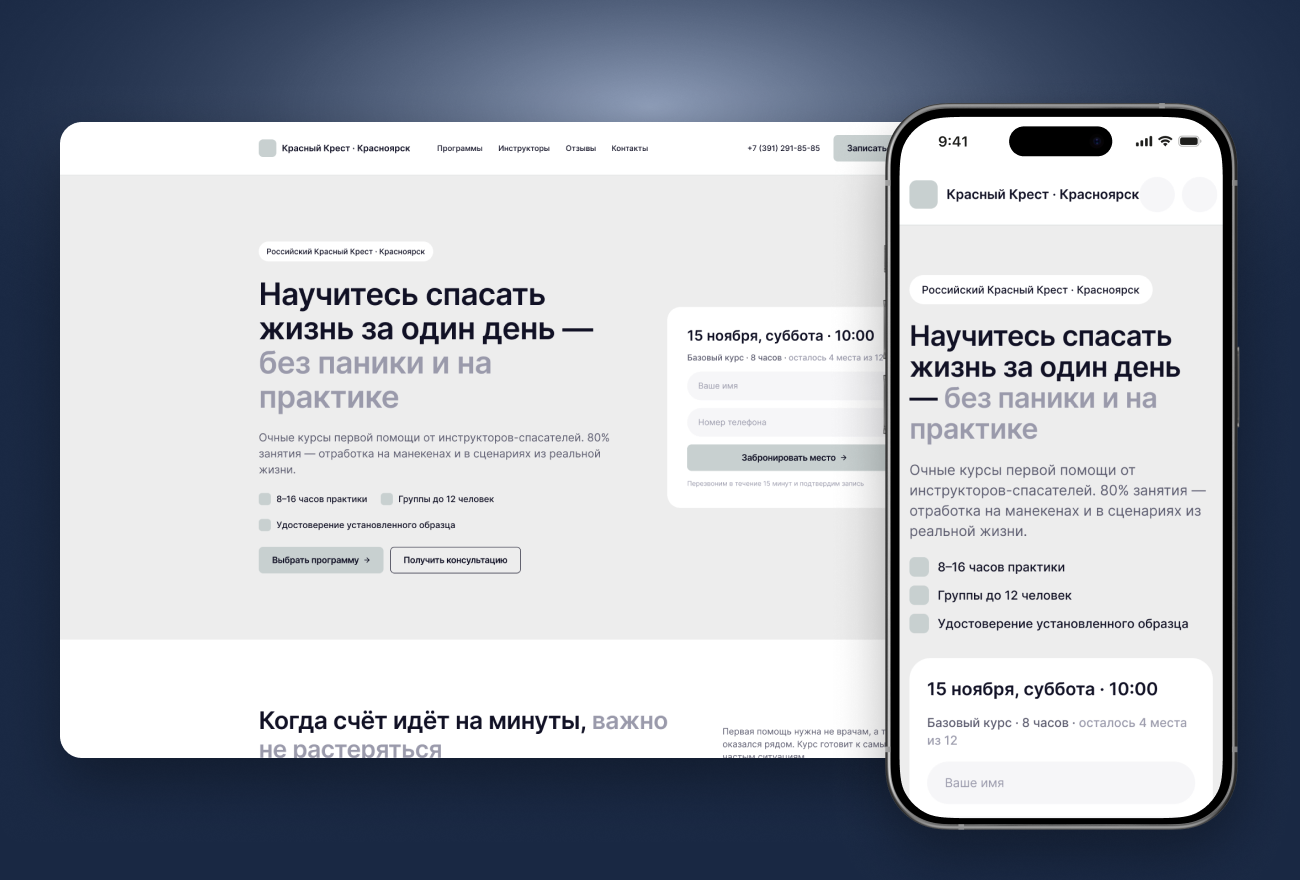 Красный Крест · Красноярск
Программы
Инструкторы
Отзывы
Контакты
+7 (391) 291-85-85
Российский Красный Крест · Красноярск
Научитесь спасать
жизнь за один день —
без паники и на
практике
Очные курсы первой помощи от инструкторов-спасателей. 80%
занятия — отработка на манекенах и в сценариях из реальной
жизни.
8–16 часов практики
Группы до 12 человек
Удостоверение установленного образца
Выбрать программу →
Получить консультацию
15 ноября, суббота · 10:00
Базовый курс · 8 часов · осталось 4 места из 12
Ваше имя
Номер телефона
Забронировать место →
Перезвоним в течение 15 минут и подтвердим запись
Когда счёт идёт на минуты, важно
не растеряться
Первая помощь нужна не врачам, а
оказался рядом. Курс готовит к
частым ситуациям
9:41
Красный Крест · Красноярск
Российский Красный Крест · Красноярск
Научитесь спасать
жизнь за один день
— без паники и на
практике
Очные курсы первой помощи от
инструкторов-спасателей. 80% занятия —
отработка на манекенах и в сценариях из
реальной жизни.
8–16 часов практики
Группы до 12 человек
Удостоверение установленного образца
15 ноября, суббота · 10:00
Базовый курс · 8 часов · осталось 4 места
из 12
Ваше имя